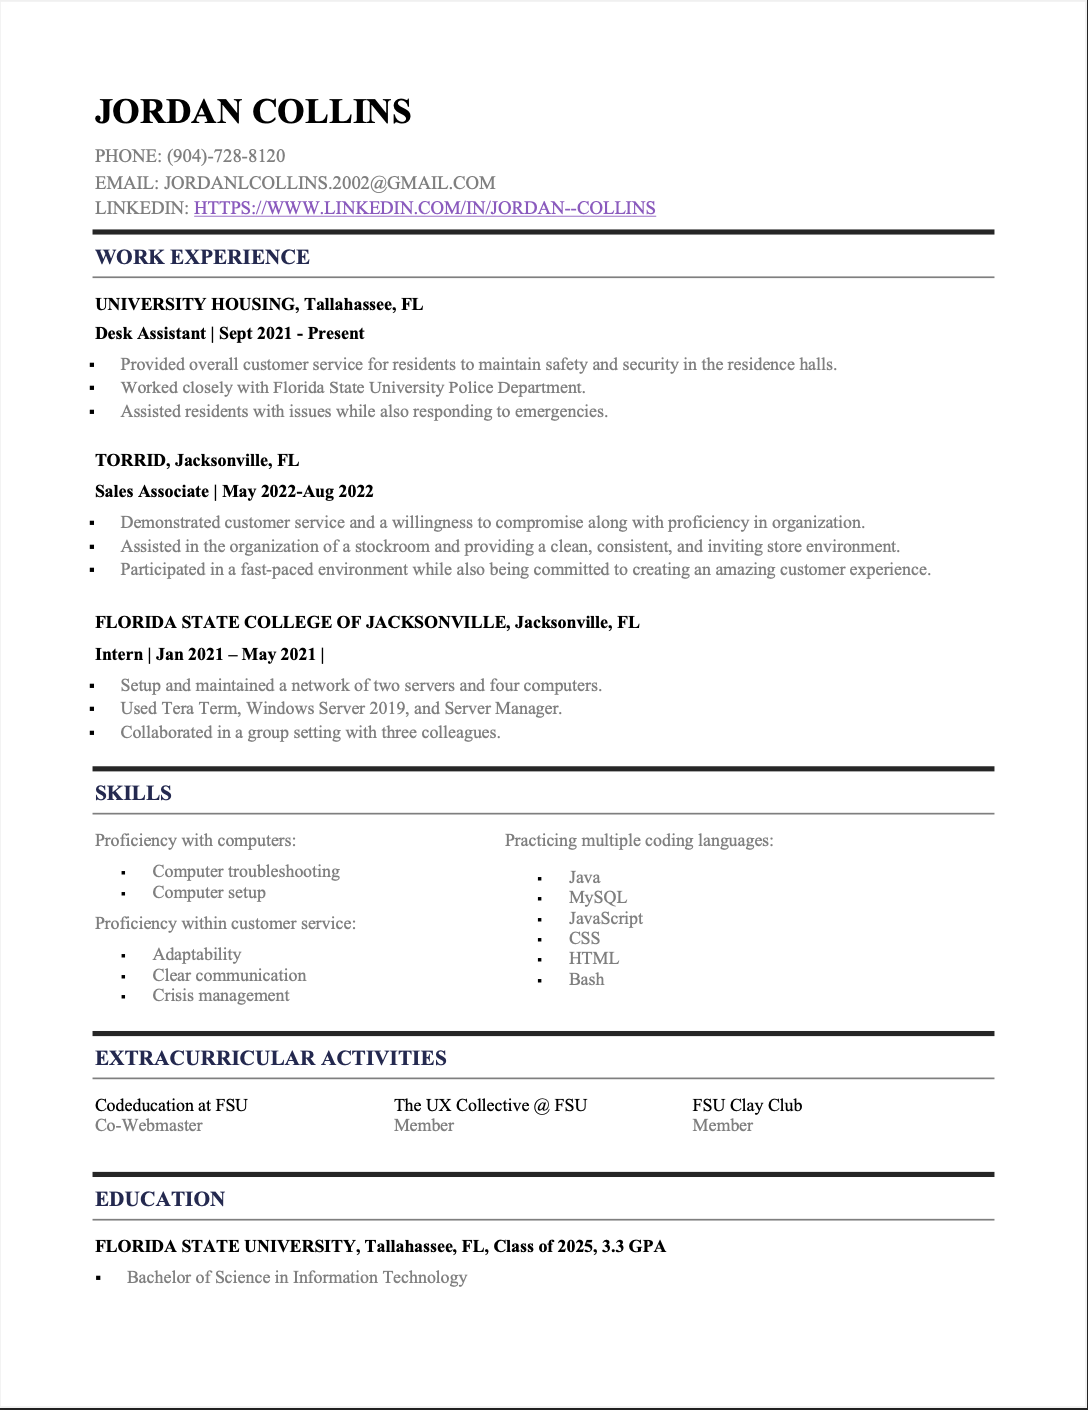 JORDAN COLLINS
PHONE: (904)-728-8120
EMAIL: JORDANLCOLLINS.2002@GMAIL.COM
LINKEDIN: HTTPS://WWW.LINKEDIN.COM/IN/JORDAN--COLLINS
WORK EXPERIENCE
UNIVERSITY HOUSING, Tallahassee, FL
Desk Assistant | Sept 2021 - Present
▪ Provided overall customer service for residents to maintain safety and security in the residence halls.
▪ Worked closely with Florida State University Police Department.
▪ Assisted residents with issues while also responding to emergencies.
TORRID, Jacksonville, FL
Sales Associate | May 2022-Aug 2022
▪ Demonstrated customer service and a willingness to compromise along with proficiency in organization.
▪ Assisted in the organization of a stockroom and providing a clean, consistent, and inviting store environment.
▪ Participated in a fast-paced environment while also being committed to creating an amazing customer experience.
FLORIDA STATE COLLEGE OF JACKSONVILLE, Jacksonville, FL
Intern | Jan 2021 – May 2021 |
▪ Setup and maintained a network of two servers and four computers.
▪ Used Tera Term, Windows Server 2019, and Server Manager.
▪ Collaborated in a group setting with three colleagues.
SKILLS
Proficiency with computers:
▪ Computer troubleshooting
▪ Computer setup
Proficiency within customer service:
▪ Adaptability
▪ Clear communication
▪ Crisis management
Practicing multiple coding languages:
▪ Java
▪ MySQL
▪ JavaScript
▪ CSS
▪ HTML
▪ Bash
EXTRACURRICULAR ACTIVITIES
Codeducation at FSU
Co-Webmaster
The UX Collective @ FSU
Member
FSU Clay Club
Member
EDUCATION
FLORIDA STATE UNIVERSITY, Tallahassee, FL, Class of 2025, 3.3 GPA
▪ Bachelor of Science in Information Technology